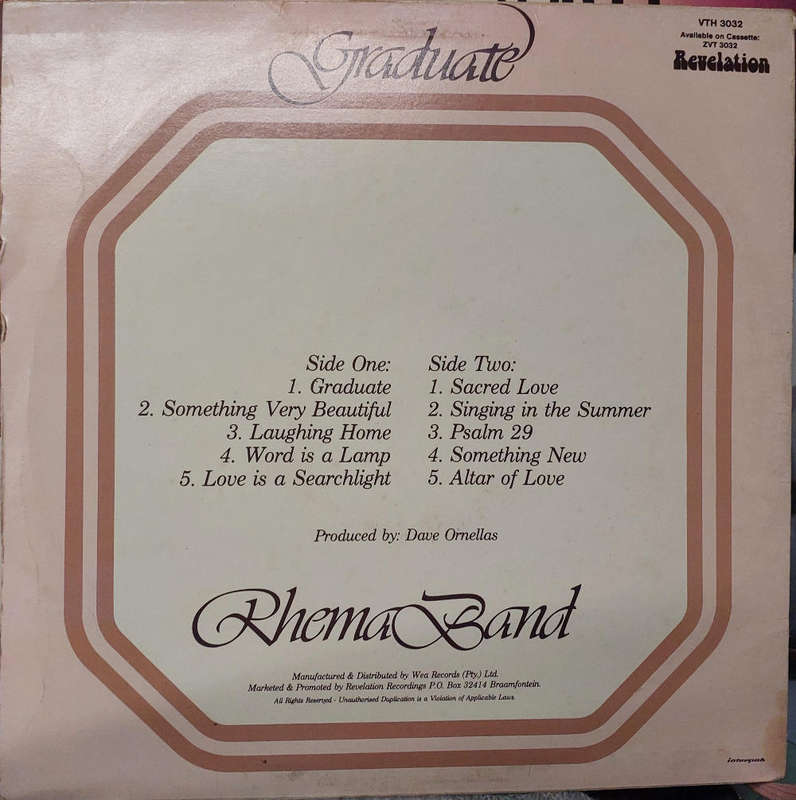 Graduate
VTH 3032
Available on Cassette:
ZVT 3032
Revelation
Side One:
1. Graduate
2. Something Very Beautiful
3. Laughing Home
4. Word is a Lamp
5. Love is a Searchlight
Side Two:
1. Sacred Love
2. Singing in the Summer
3. Psalm 29
4. Something New
5. Altar of Love
Produced by: Dave Ornellas
Rhema Band
Manufactured & Distributed by Wea Records (Pty.) Ltd.
Marketed & Promoted by Revelation Recordings P.O. Box 32414 Braamfontein.
All Rights Reserved - Unauthorised Duplication is a Violation of Applicable Laws.
interpak